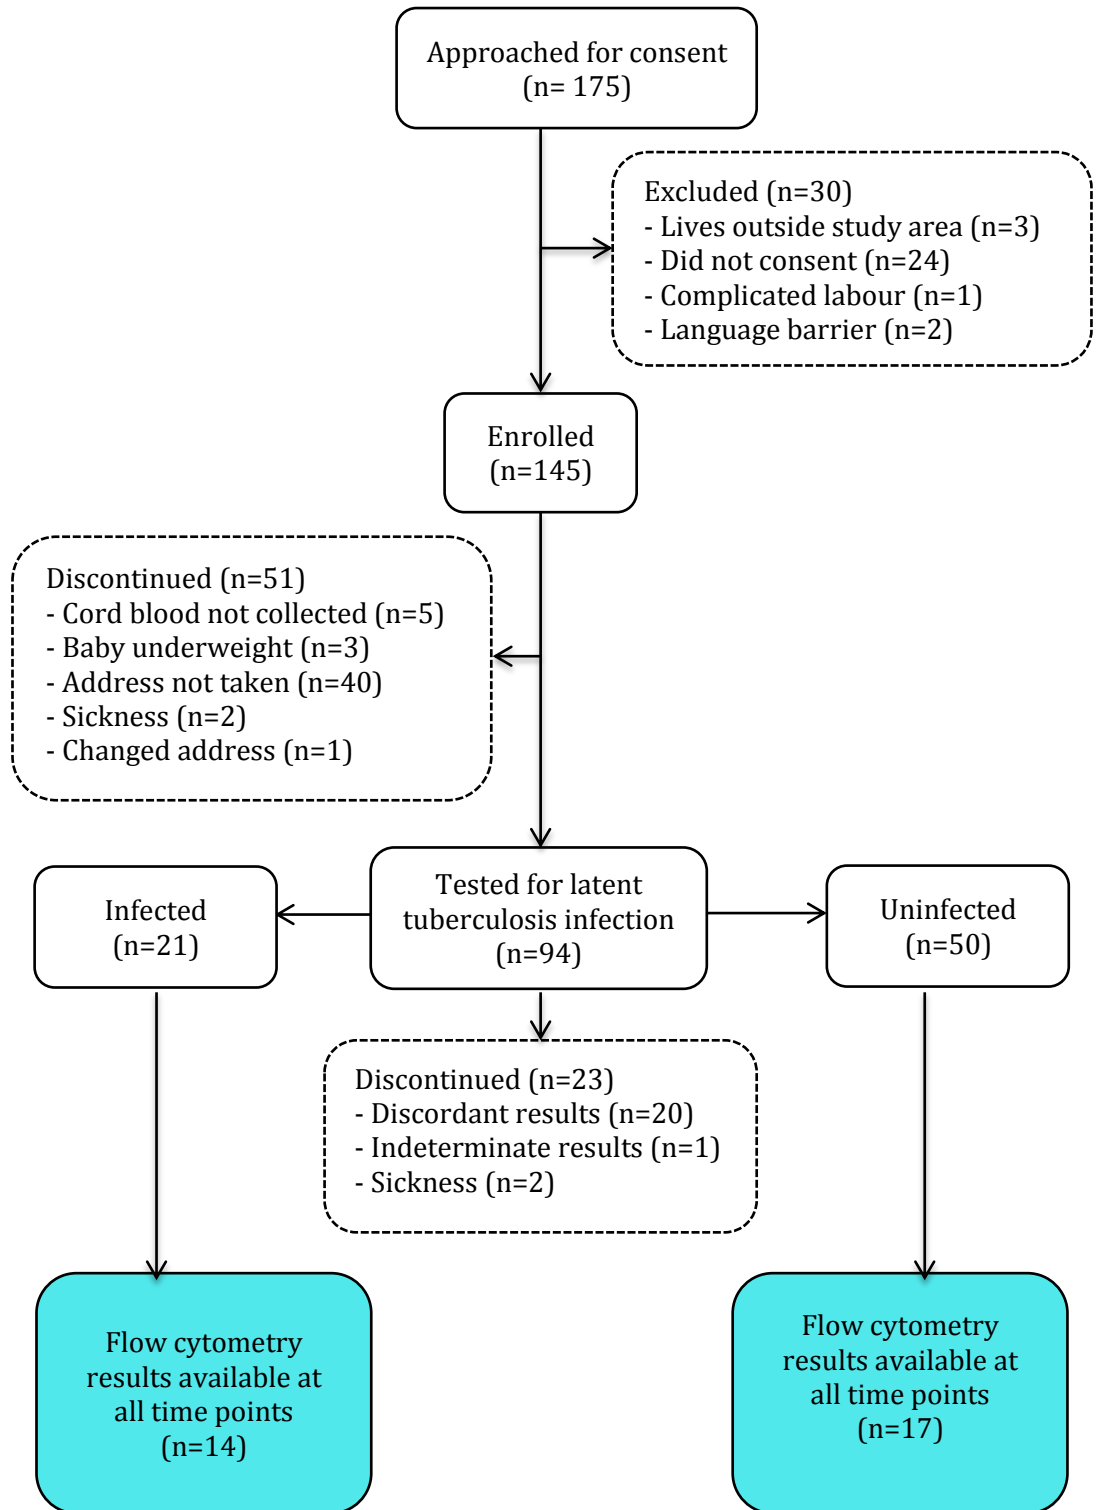 Approached for consent
(n= 175)
Excluded (n=30)
- Lives outside study area (n=3)
- Did not consent (n=24)
- Complicated labour (n=1)
- Language barrier (n=2)
Enrolled
(n=145)
Discontinued (n=51)
- Cord blood not collected (n=5)
- Baby underweight (n=3)
- Address not taken (n=40)
- Sickness (n=2)
- Changed address (n=1)
Infected
(n=21)
Tested for latent
tuberculosis infection
(n=94)
Uninfected
(n=50)
Discontinued (n=23)
- Discordant results (n=20)
- Indeterminate results (n=1)
- Sickness (n=2)
Flow cytometry
results available at
all time points
(n=14)
Flow cytometry
results available at
all time points
(n=17)